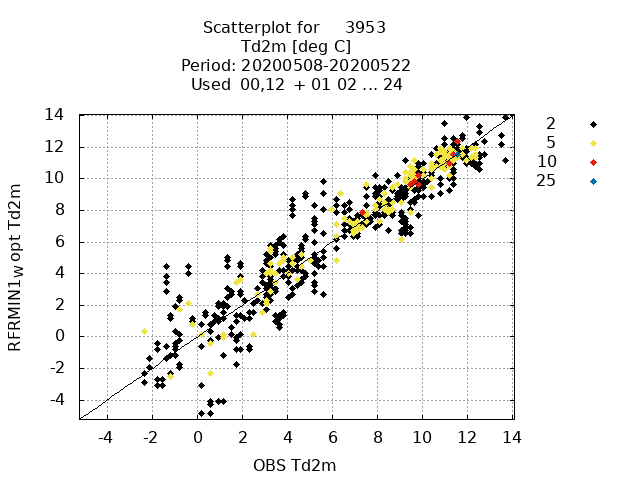 Scatterplot for 3953
Td2m [deg C]
Period: 20200508-20200522
Used 00,12 + 01 02 ... 24
RFRMIN1w opt Td2m
14
12
10
8
6
4
2
0
-2
-4
-4 -2 0 2 4 6 8 10 12 14
OBS Td2m
2
5
10
25